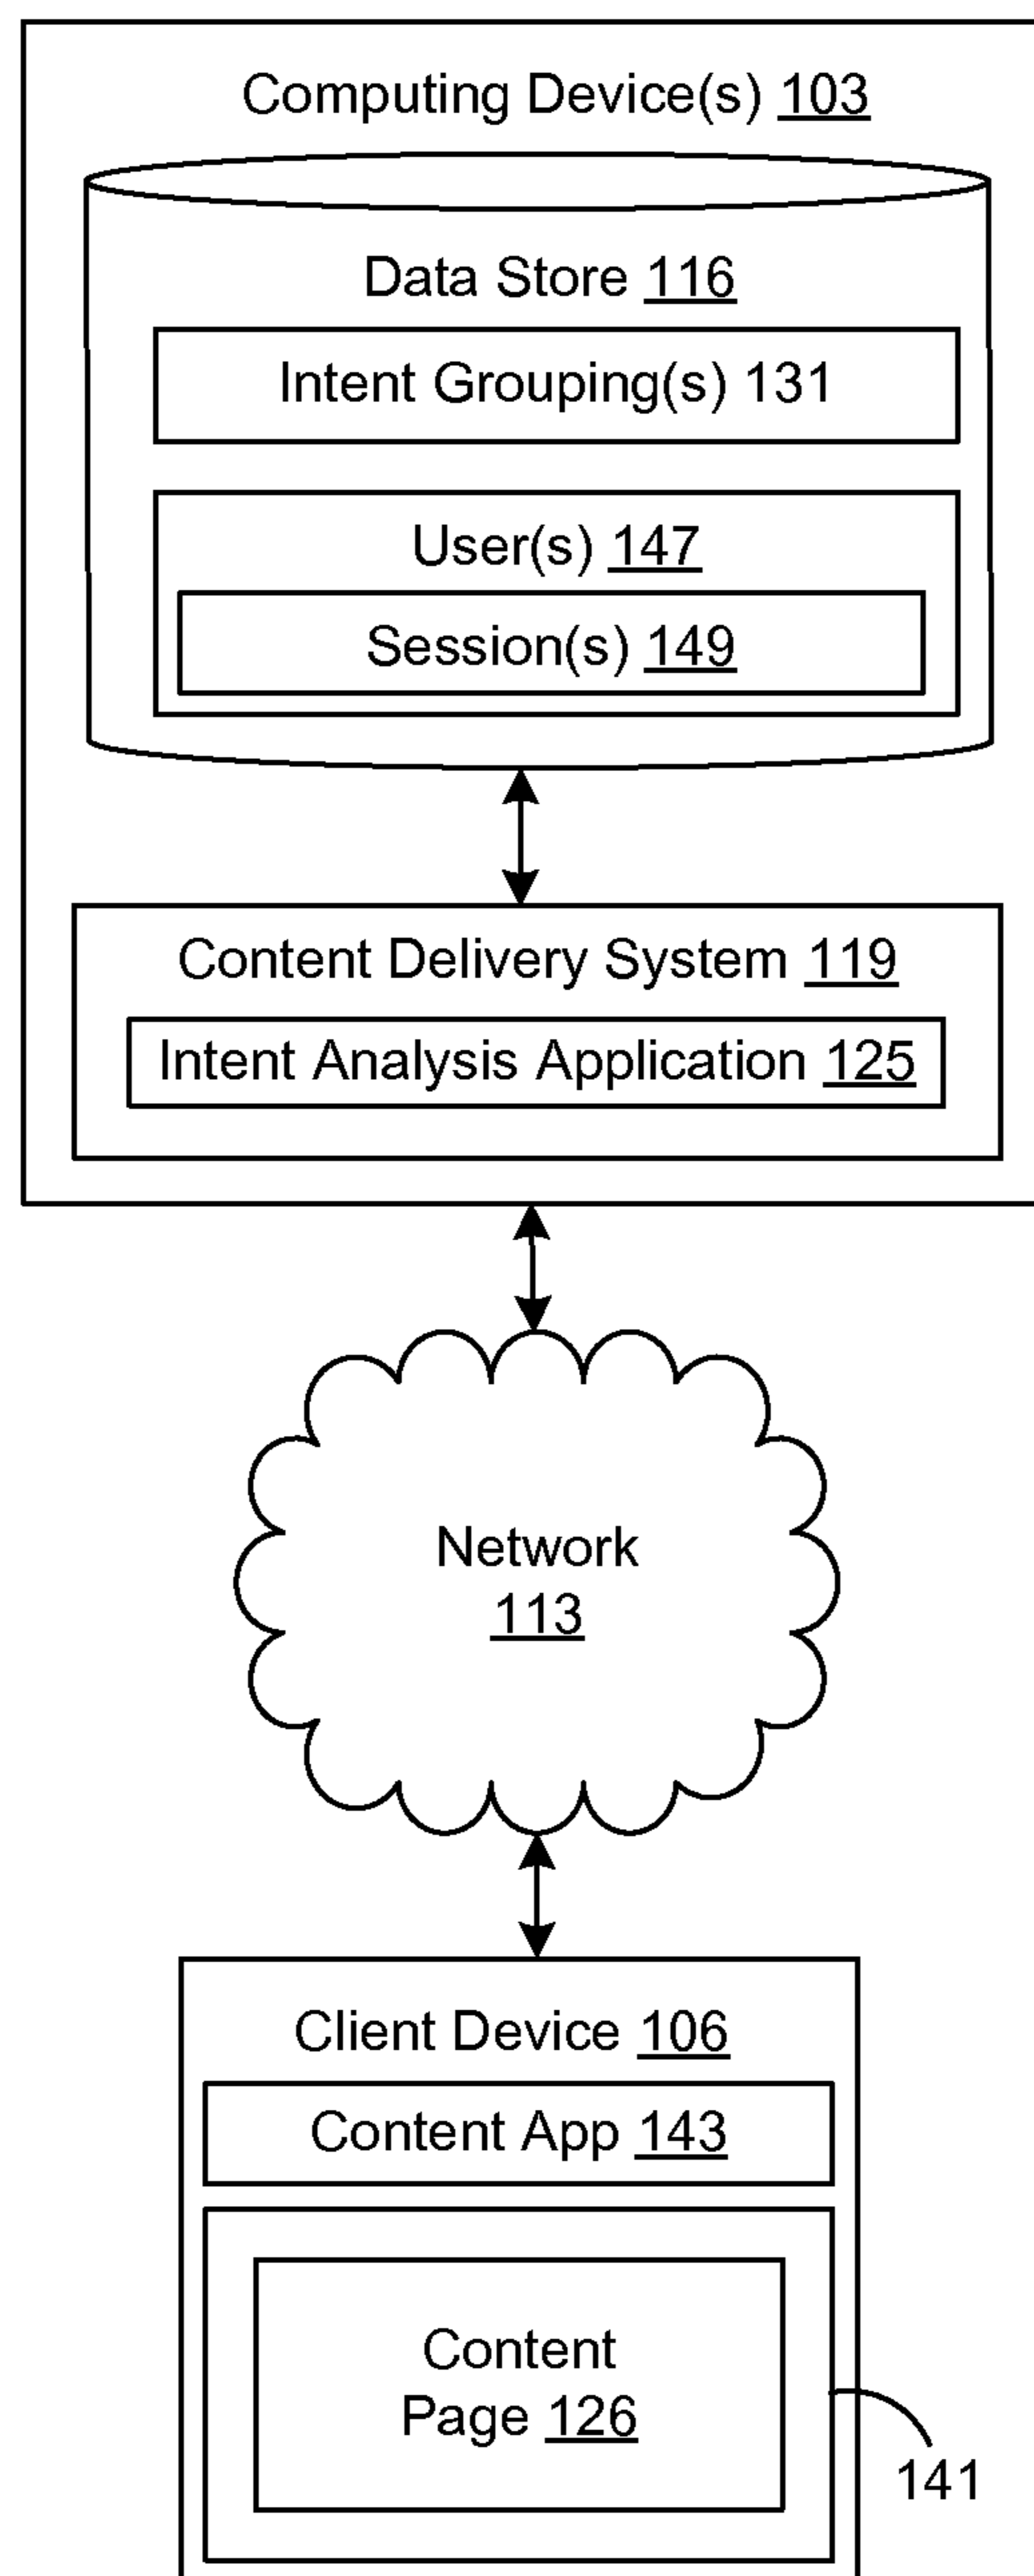 Computing Device(s) 103
Data Store 116
Intent Grouping(s) 131
User(s) 147
Session(s) 149
Content Delivery System 119
Intent Analysis Application 125
Network
113
Client Device 106
Content App 143
Content
Page 126
141